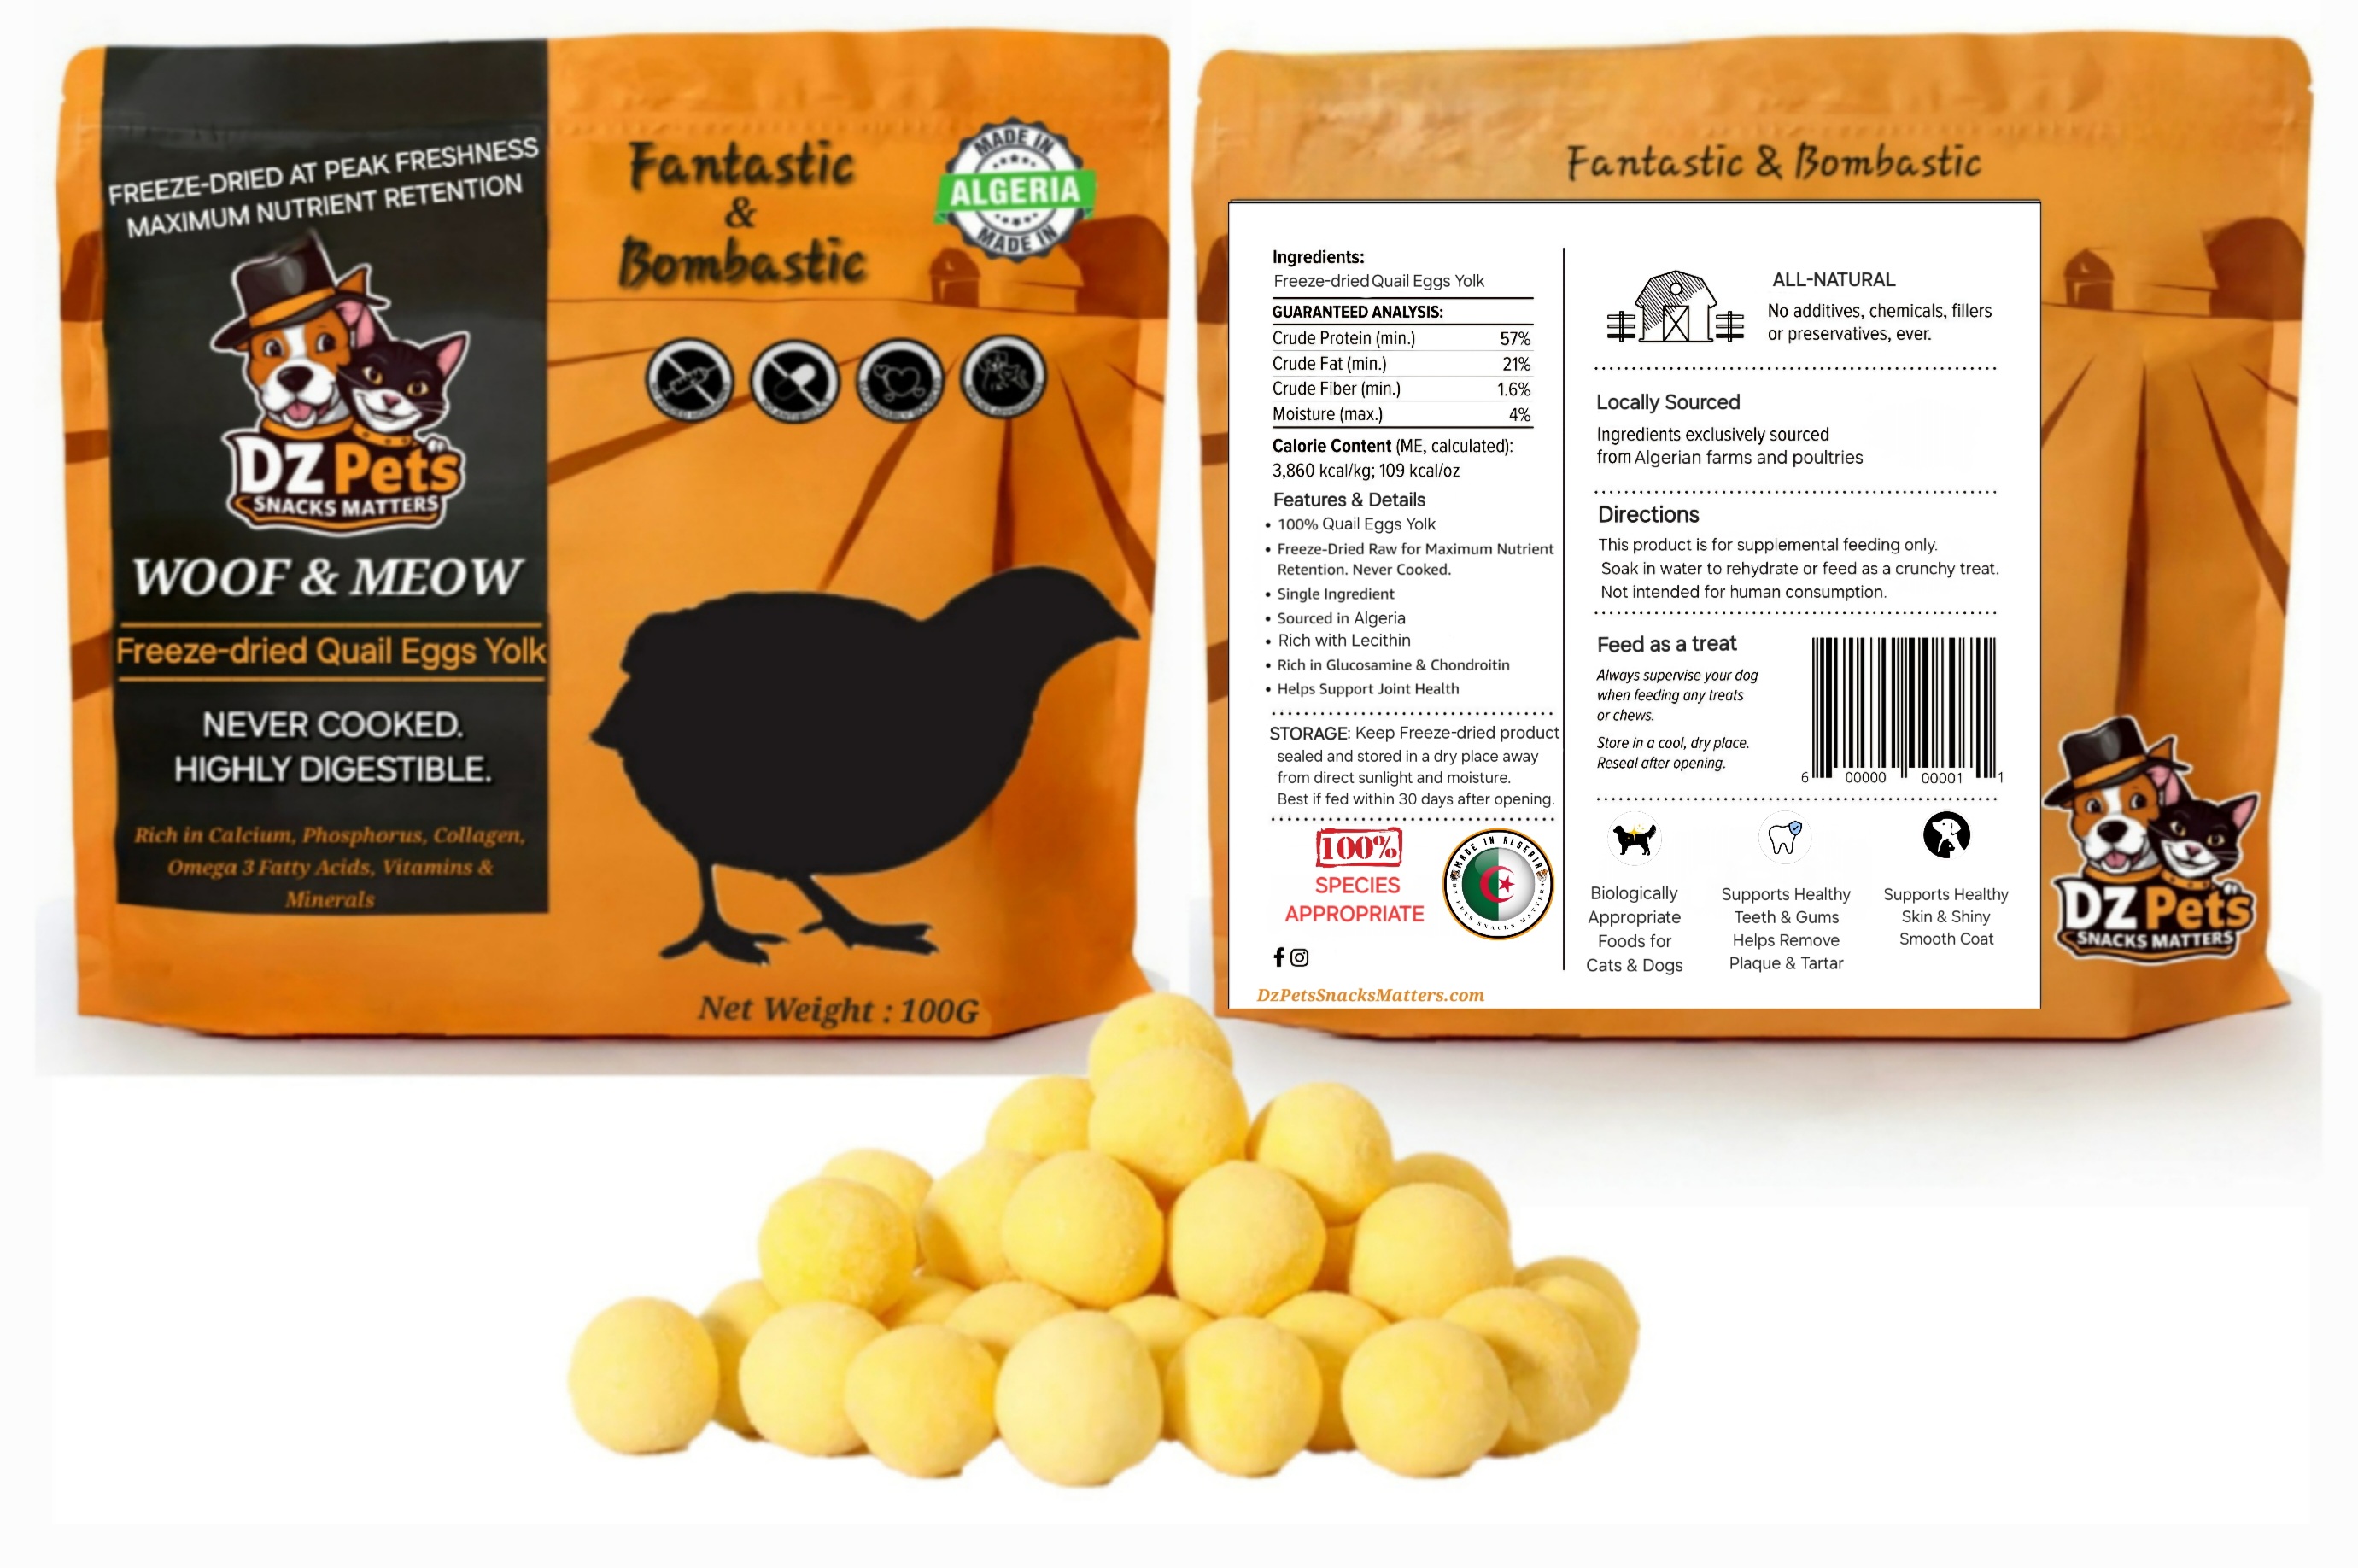 FREEZE-DRIED AT PEAK FRESHNESS
MAXIMUM NUTRIENT RETENTION
DZ Pets
SNACKS MATTERS
WOOF & MEOW
Freeze-dried Quail Eggs Yolk
NEVER COOKED.
HIGHLY DIGESTIBLE.
Rich in Calcium, Phosphorus, Collagen,
Omega 3 Fatty Acids, Vitamins &
Minerals
Fantastic
&
Bombastic
MADE IN
ALGERIA
MADE IN
Net Weight : 100G
Fantastic & Bombastic
Ingredients:
Freeze-dried Quail Eggs Yolk
GUARANTEED ANALYSIS:
Crude Protein (min.) 57%
Crude Fat (min.) 21%
Crude Fiber (min.) 1.6%
Moisture (max.) 4%
Calorie Content (ME, calculated):
3,860 kcal/kg; 109 kcal/oz
Features & Details
• 100% Quail Eggs Yolk
• Freeze-Dried Raw for Maximum Nutrient
Retention. Never Cooked.
• Single Ingredient
• Sourced in Algeria
• Rich with Lecithin
• Rich in Glucosamine & Chondroitin
• Helps Support Joint Health
STORAGE: Keep Freeze-dried product
sealed and stored in a dry place away
from direct sunlight and moisture.
Best if fed within 30 days after opening.
100%
SPECIES
APPROPRIATE
MADE IN ALGERIA
PETS SNACKS MATTERS
DzPetsSnacksMatters.com
ALL-NATURAL
No additives, chemicals, fillers
or preservatives, ever.
Locally Sourced
Ingredients exclusively sourced
from Algerian farms and poultries
Directions
This product is for supplemental feeding only.
Soak in water to rehydrate or feed as a crunchy treat.
Not intended for human consumption.
Feed as a treat
Always supervise your dog
when feeding any treats
or chews.
Store in a cool, dry place.
Reseal after opening.
6 00000 00001 1
Biologically
Appropriate
Foods for
Cats & Dogs
Supports Healthy
Teeth & Gums
Helps Remove
Plaque & Tartar
Supports Healthy
Skin & Shiny
Smooth Coat
DZ Pets
SNACKS MATTERS